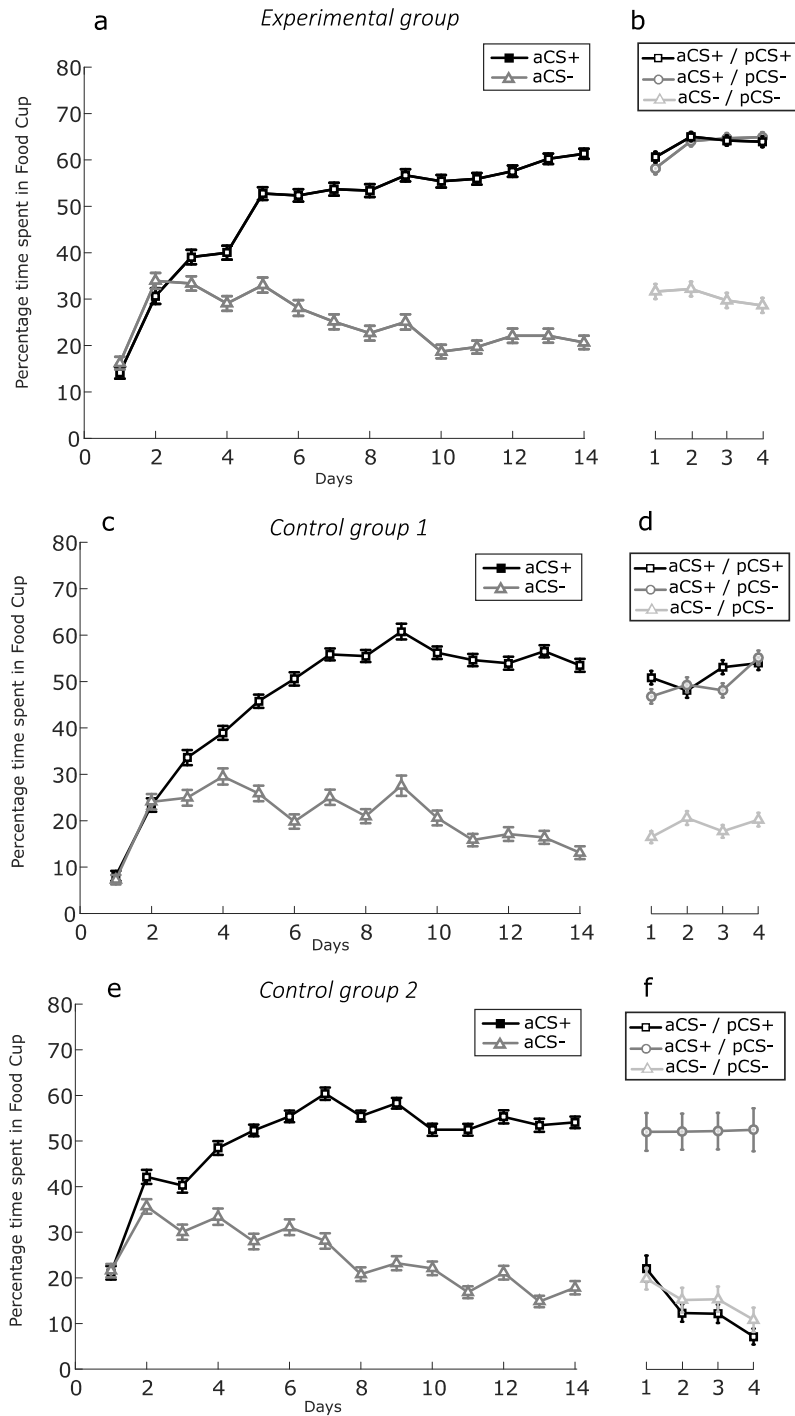 a
Experimental group
b
aCS+
aCS-
aCS+ / pCS+
aCS+ / pCS-
aCS- / pCS-
Percentage time spent in Food Cup
80
70
60
50
40
30
20
10
0
0 2 4 6 8 10 12 14
Days
1 2 3 4
c
Control group 1
d
aCS+
aCS-
aCS+ / pCS+
aCS+ / pCS-
aCS- / pCS-
Percentage time spent in Food Cup
80
70
60
50
40
30
20
10
0
0 2 4 6 8 10 12 14
Days
1 2 3 4
e
Control group 2
f
aCS+
aCS-
aCS- / pCS+
aCS+ / pCS-
aCS- / pCS-
Percentage time spent in Food Cup
80
70
60
50
40
30
20
10
0
0 2 4 6 8 10 12 14
Days
1 2 3 4